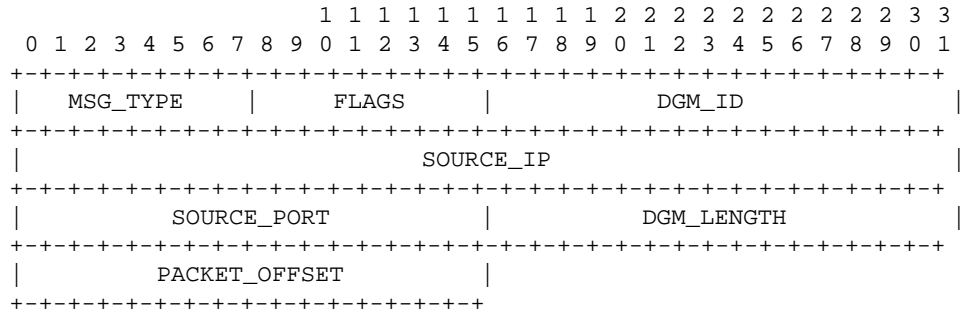 1 1 1 1 1 1 1 1 1 1 2 2 2 2 2 2 2 2 2 2 3 3
 0 1 2 3 4 5 6 7 8 9 0 1 2 3 4 5 6 7 8 9 0 1 2 3 4 5 6 7 8 9 0 1
+-+-+-+-+-+-+-+-+-+-+-+-+-+-+-+-+-+-+-+-+-+-+-+-+-+-+-+-+-+-+-+-+
|   MSG_TYPE    |     FLAGS     |           DGM_ID              |
+-+-+-+-+-+-+-+-+-+-+-+-+-+-+-+-+-+-+-+-+-+-+-+-+-+-+-+-+-+-+-+-+
|                           SOURCE_IP                           |
+-+-+-+-+-+-+-+-+-+-+-+-+-+-+-+-+-+-+-+-+-+-+-+-+-+-+-+-+-+-+-+-+
|          SOURCE_PORT          |          DGM_LENGTH           |
+-+-+-+-+-+-+-+-+-+-+-+-+-+-+-+-+-+-+-+-+-+-+-+-+-+-+-+-+-+-+-+-+
|         PACKET_OFFSET         |
+-+-+-+-+-+-+-+-+-+-+-+-+-+-+-+-+